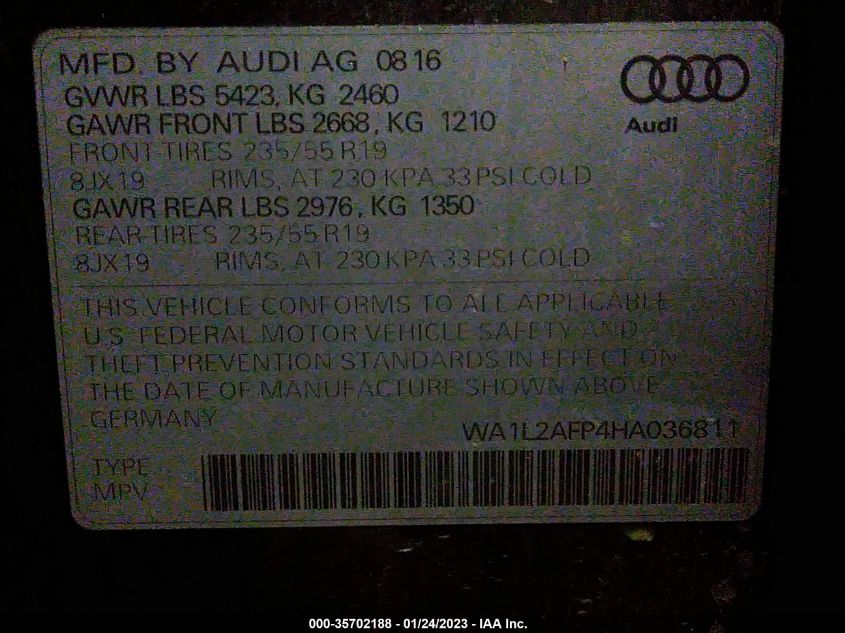 MFD. BY AUDI AG 08 16
GVWR LBS 5423, KG 2460
GAWR FRONT LBS 2668, KG 1210
FRONT-TIRES 235/55 R19
8JX19 RIMS, AT 230 KPA 33 PSI COLD
GAWR REAR LBS 2976, KG 1350
REAR-TIRES 235/55 R19
8JX19 RIMS, AT 230 KPA 33 PSI COLD
Audi
THIS VEHICLE CONFORMS TO ALL APPLICABLE
U.S. FEDERAL MOTOR VEHICLE SAFETY AND
THEFT PREVENTION STANDARDS IN EFFECT ON
THE DATE OF MANUFACTURE SHOWN ABOVE
GERMANY
WA1L2AFP4HA036811
TYPE
MPV
000-35702188 - 01/24/2023 - IAA Inc.